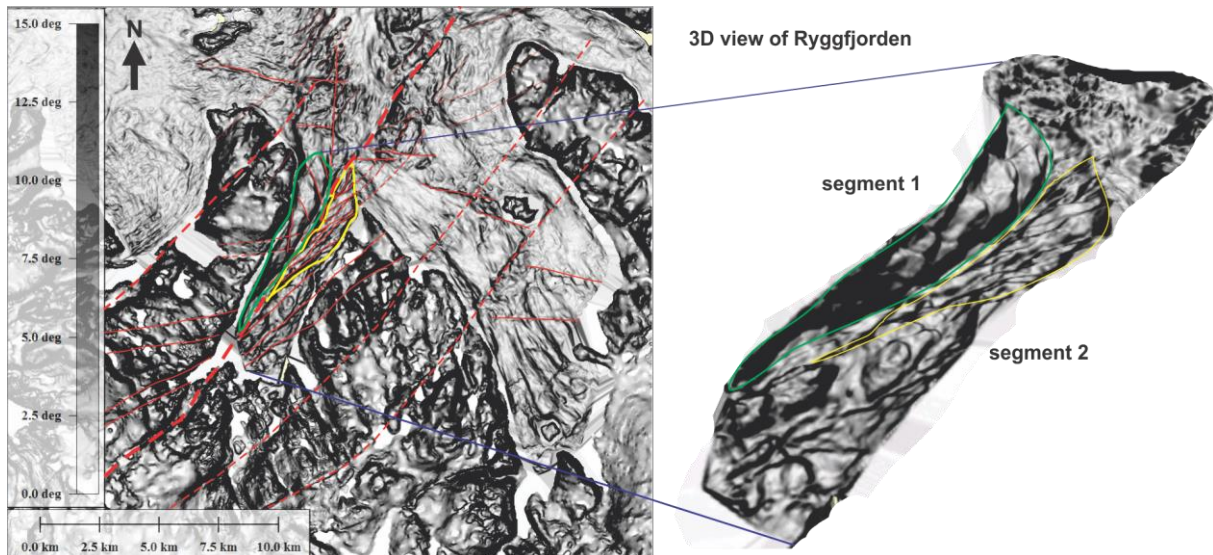 15.0 deg
N
12.5 deg
10.0 deg
7.5 deg
5.0 deg
2.5 deg
0.0 deg
0.0 km 2.5 km 5.0 km 7.5 km 10.0 km
3D view of Ryggfjorden
segment 1
segment 2